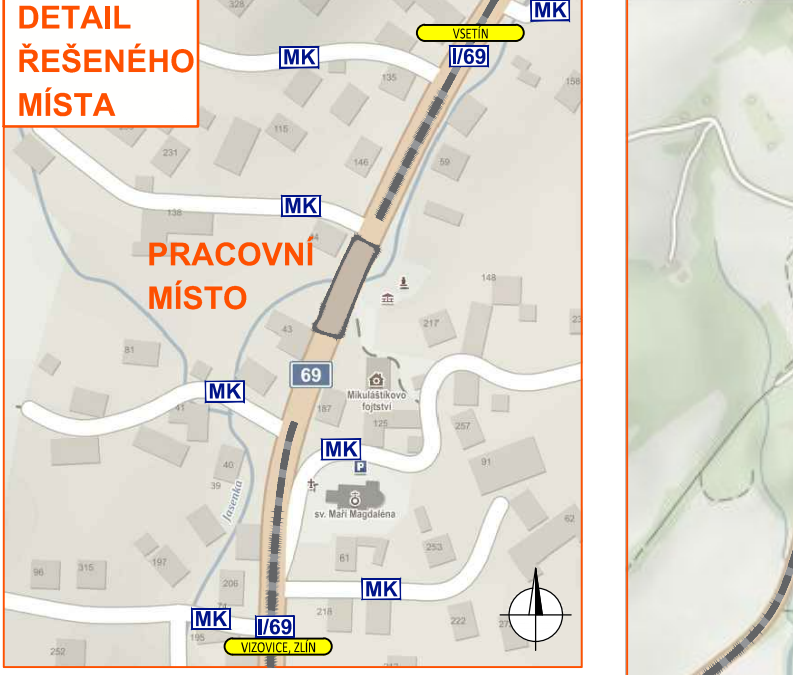 DETAIL
ŘEŠENÉHO
MÍSTA
328
MK
VSETÍN
I/69
MK
135
158
115
231
146
59
138
MK
PRACOVNÍ
MÍSTO
148
43
217
81
69
Mikuláštíkovo
fojtství
MK
41
187
125
257
MK
P
40
39
Jasenka
91
sv. Maří Magdaléna
62
253
61
197
315
96
206
MK
218
222
MK
195
I/69
VIZOVICE, ZLÍN
252